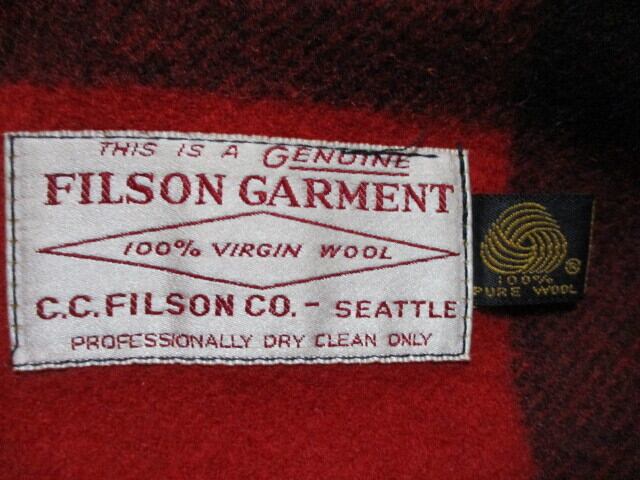 THIS IS A GENUINE
FILSON GARMENT
100% VIRGIN WOOL
C.C. FILSON CO. - SEATTLE
PROFESSIONALLY DRY CLEAN ONLY
®
100%
PURE WOOL